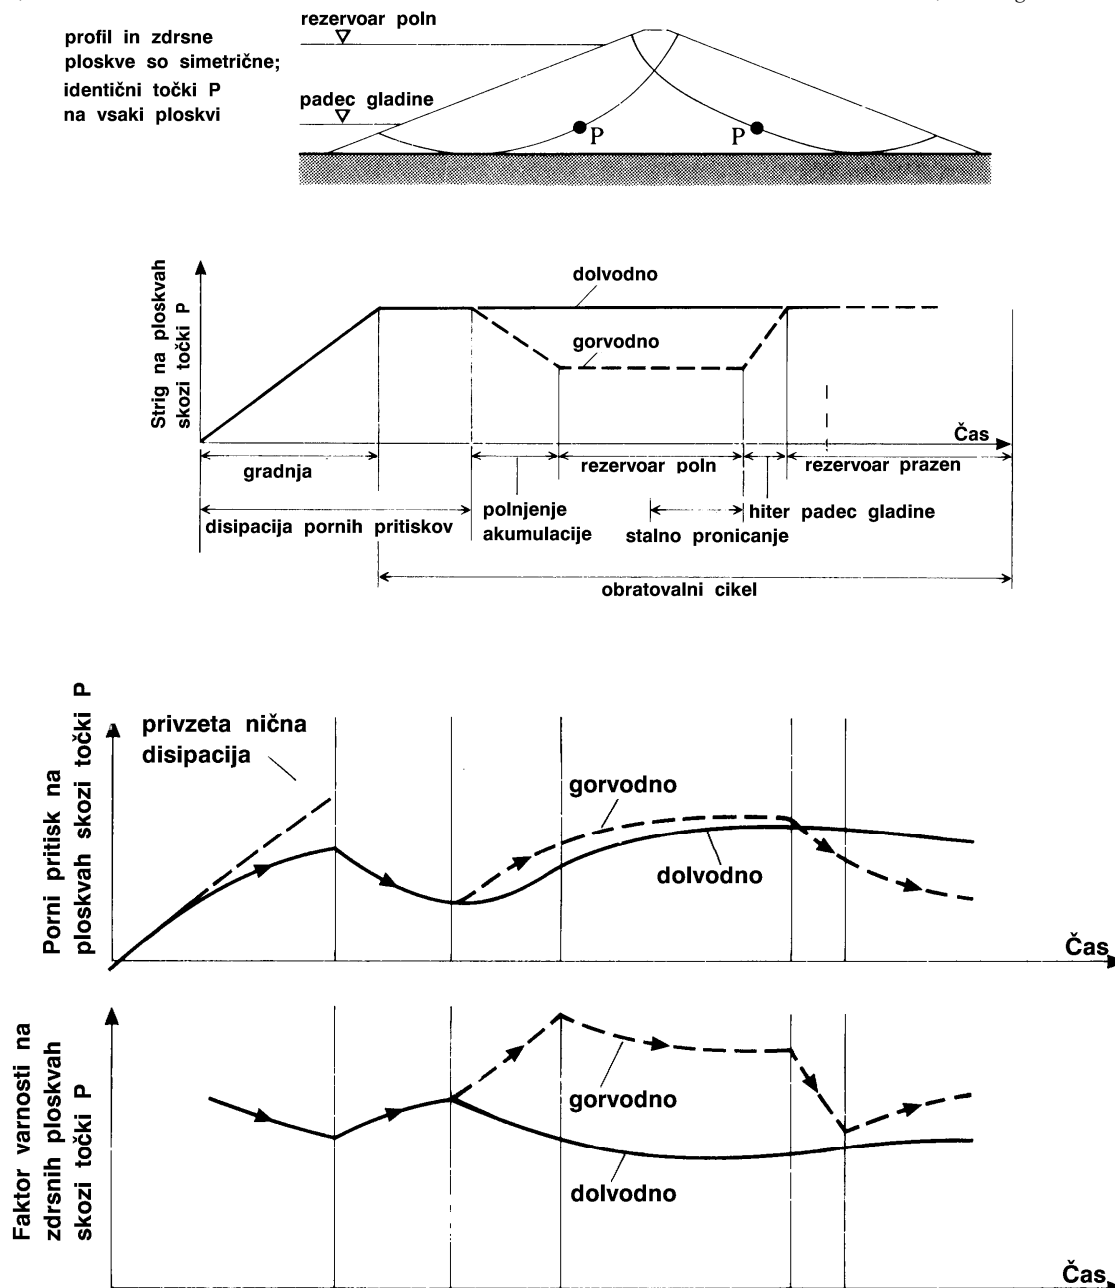 rezervoar poln
profil in zdrsne
ploskve so simetrične;
identični točki P
na vsaki ploskvi
padec gladine
P
P
Strig na ploskvah
skozi točki P
dolvodno
gorvodno
Čas
gradnja
rezervoar poln
rezervoar prazen
disipacija pornih pritiskov
polnjenje
akumulacije
stalno pronicanje
hiter padec gladine
obratovalni cikel
Porni pritisk na
ploskvah skozi točki P
privzeta nična
disipacija
gorvodno
dolvodno
Čas
Faktor varnosti na
zdrsnih ploskvah
skozi točki P
gorvodno
dolvodno
Čas